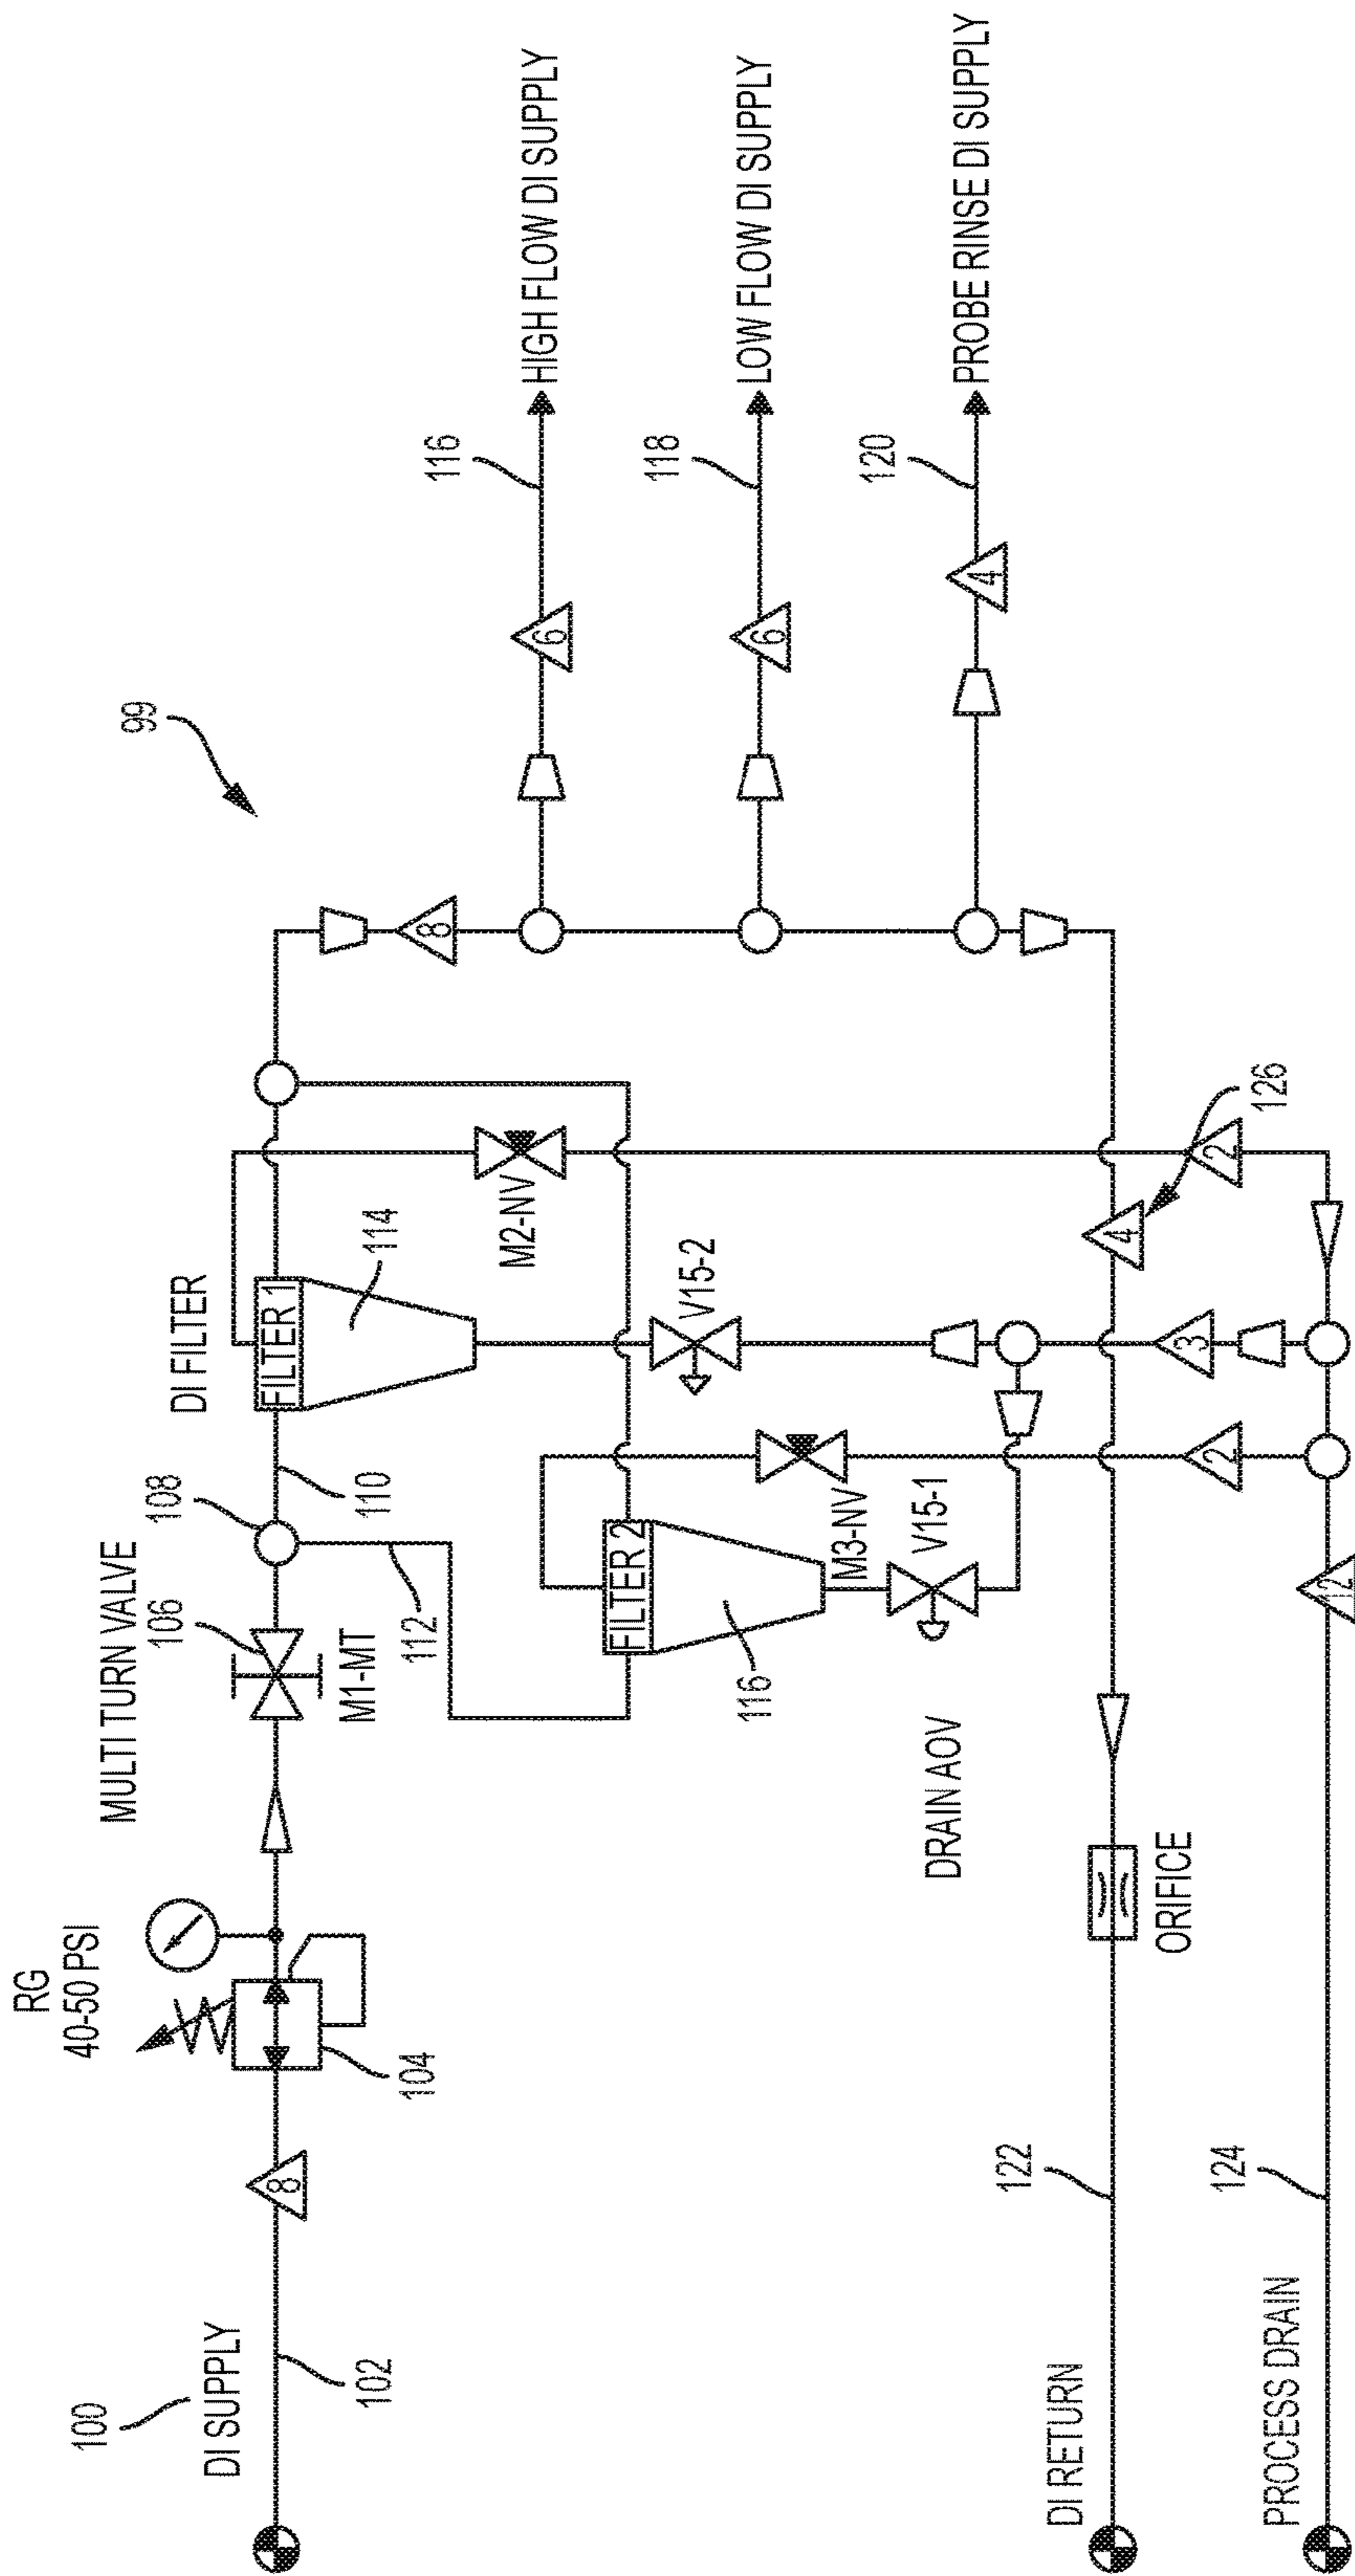 99
100
DI SUPPLY
102
8
RG
40-50 PSI
104
MULTI TURN VALVE
106
M1-MT
108
110
112
DI FILTER
FILTER 1
114
M2-NV
V15-2
FILTER 2
116
M3-NV
V15-1
DRAIN AOV
8
6
116
HIGH FLOW DI SUPPLY
6
118
LOW FLOW DI SUPPLY
4
120
PROBE RINSE DI SUPPLY
DI RETURN
122
ORIFICE
4
126
2
3
2
12
PROCESS DRAIN
124